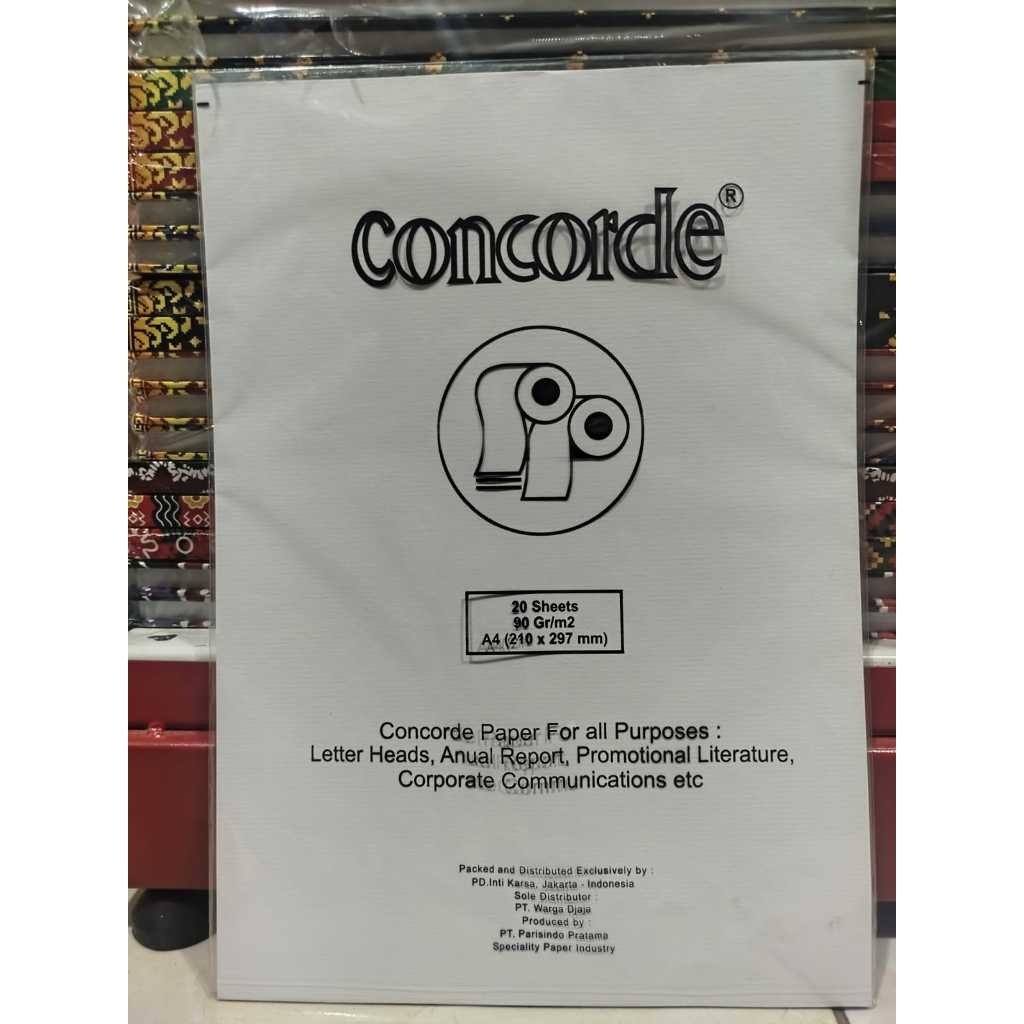 concorde®
20 Sheets
90 Gr/m2
A4 (210 x 297 mm)
Concorde Paper For all Purposes :
Letter Heads, Anual Report, Promotional Literature,
Corporate Communications etc
Packed and Distributed Exclusively by :
PD.Inti Karsa, Jakarta - Indonesia
Sole Distributor :
PT. Warga Djaja
Produced by :
PT. Parisindo Pratama
Speciality Paper Industry